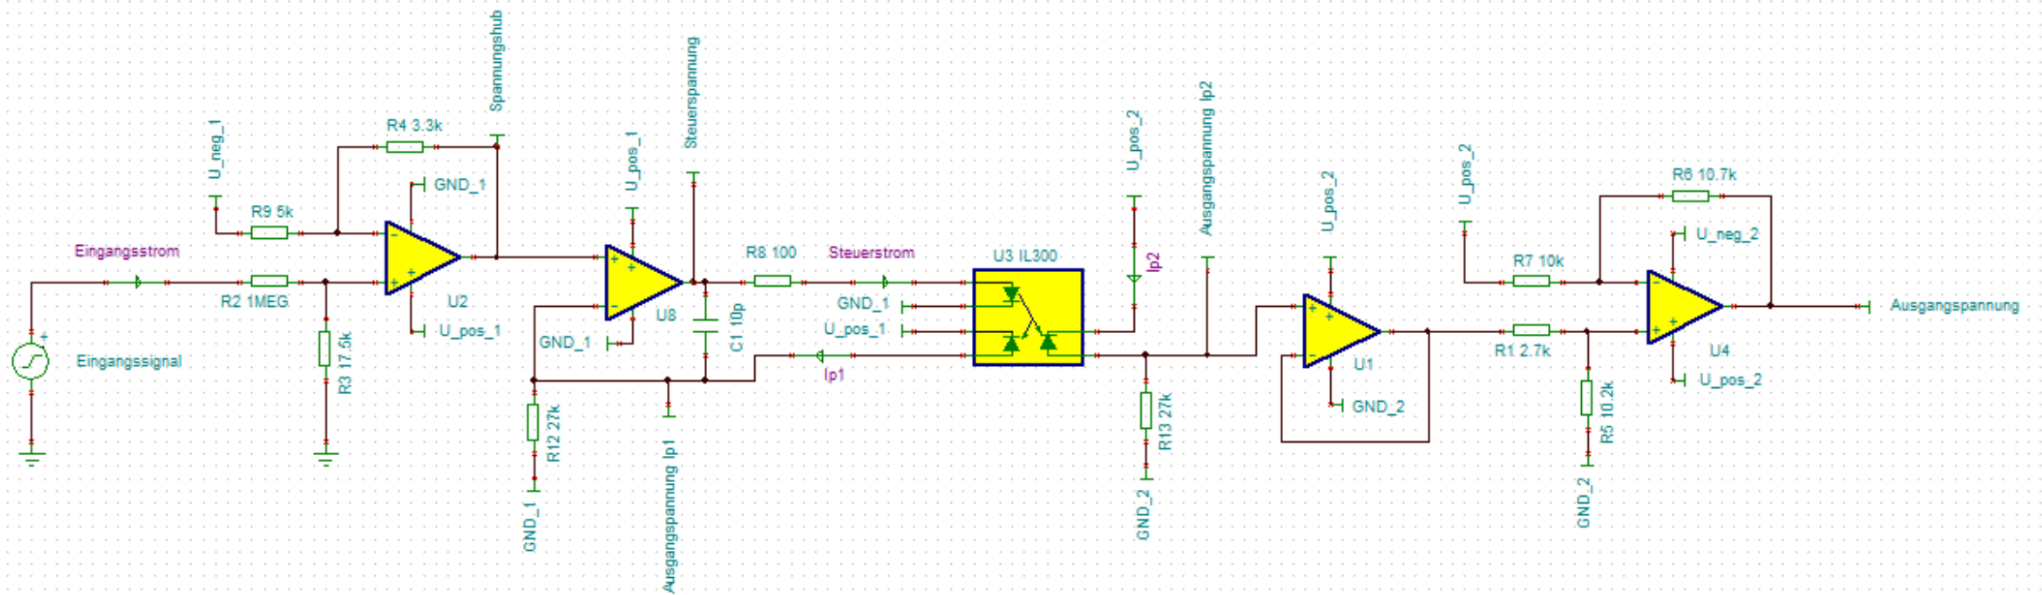 Spannungshub
Steuerspannung
U_neg_1
R4 3.3k
GND_1
U_pos_1
U_pos_2
Ausgangspannung Ip2
U_pos_2
U_pos_2
R6 10.7k
R9 5k
U_neg_2
Eingangsstrom
R8 100
Steuerstrom
U3 IL300
Ip2
R7 10k
R2 1MEG
U2
GND_1
Ausgangspannung
U_pos_1
U8
C1 10p
U_pos_1
GND_1
R1 2.7k
U4
Eingangssignal
R3 17.5k
Ip1
U1
U_pos_2
R12 27k
R13 27k
GND_2
R5 10.2k
GND_1
Ausgangspannung Ip1
GND_2
GND_2